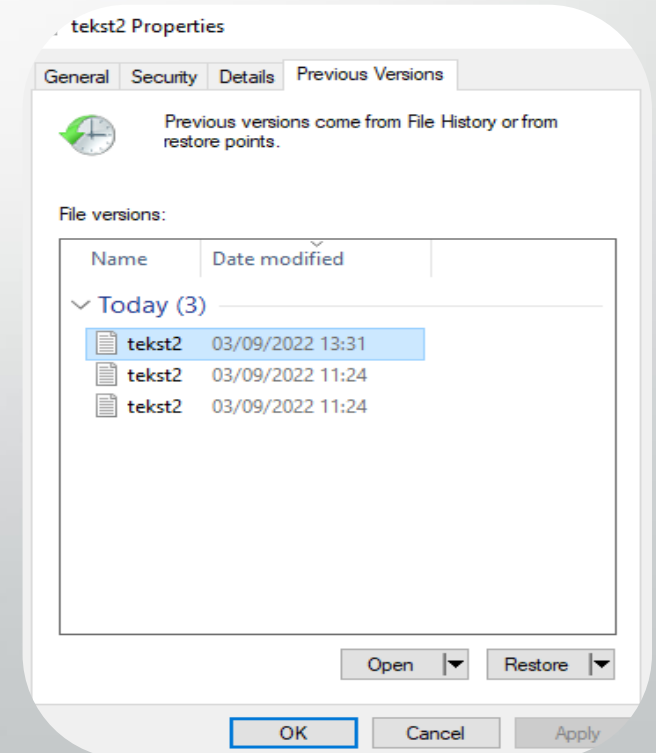 tekst2 Properties
General Security Details Previous Versions
Previous versions come from File History or from
restore points.
File versions:
Name Date modified
Today (3)
tekst2 03/09/2022 13:31
tekst2 03/09/2022 11:24
tekst2 03/09/2022 11:24
Open Restore
OK Cancel Apply